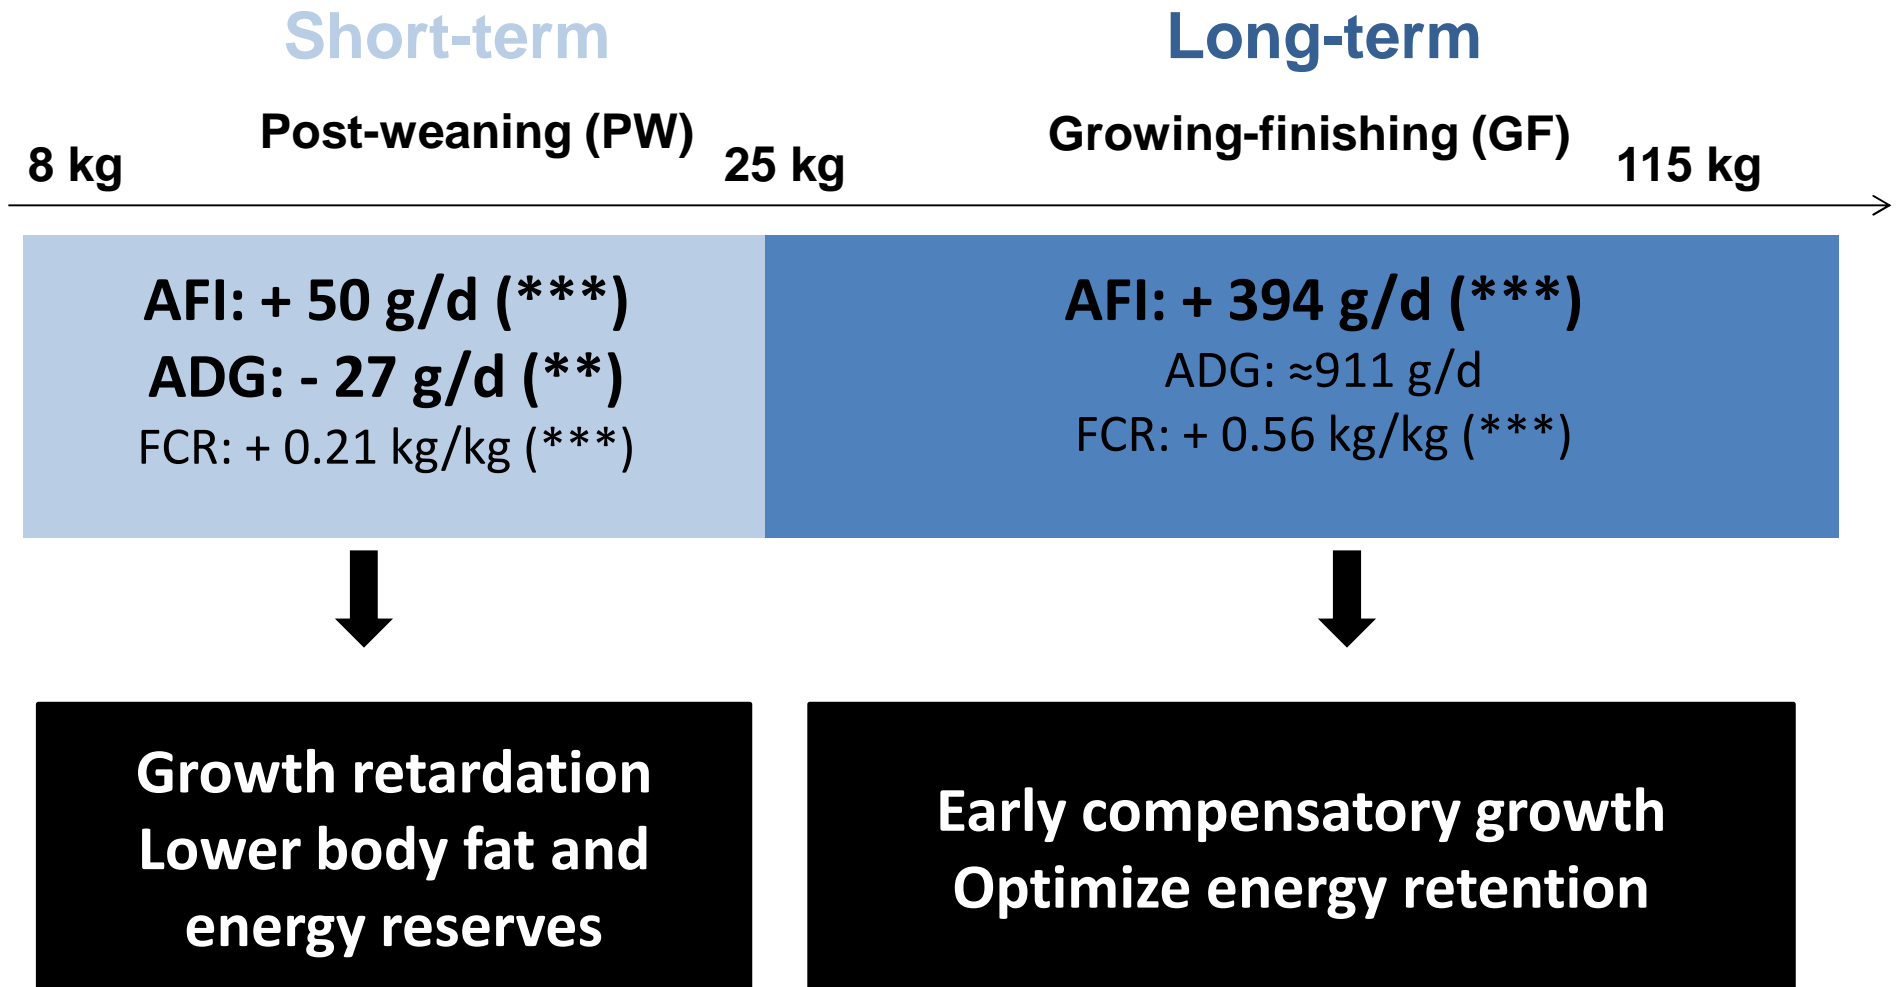 Short-term
Long-term
Post-weaning (PW)
Growing-finishing (GF)
8 kg
25 kg
115 kg
AFI: + 50 g/d (***)
ADG: - 27 g/d (**)
FCR: + 0.21 kg/kg (***)
AFI: + 394 g/d (***)
ADG: ≈911 g/d
FCR: + 0.56 kg/kg (***)
Growth retardation
Lower body fat and
energy reserves
Early compensatory growth
Optimize energy retention